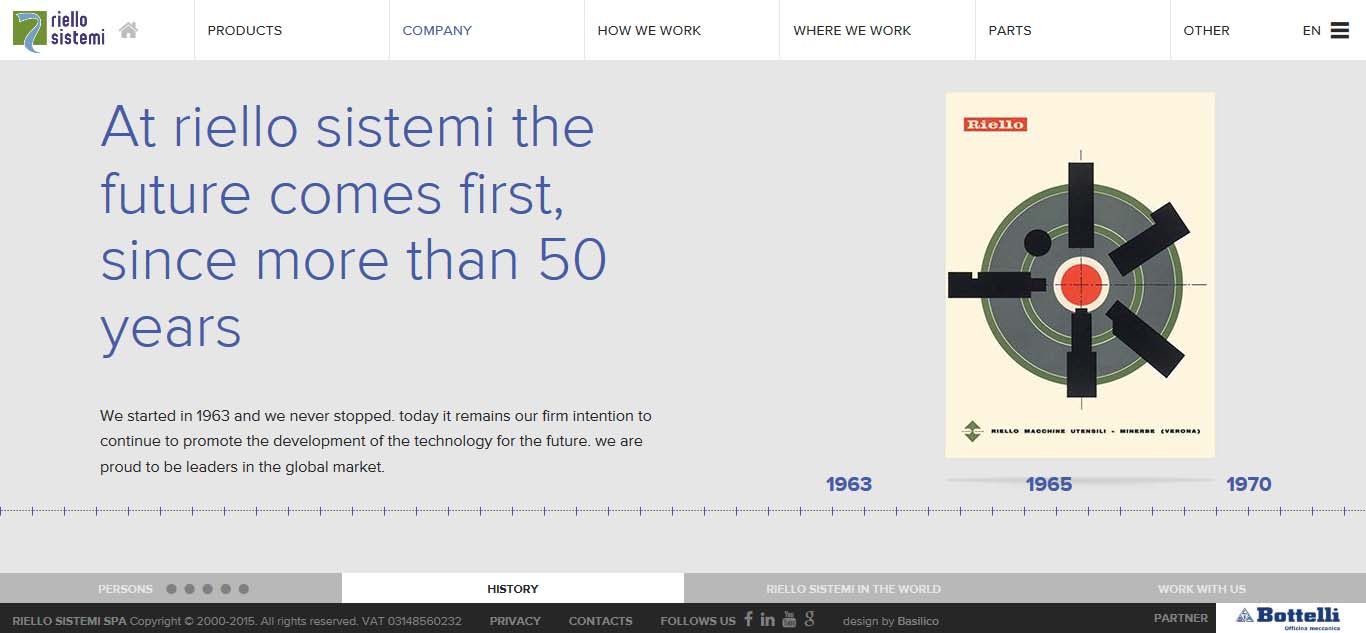 riello
sistemi
PRODUCTS
COMPANY
HOW WE WORK
WHERE WE WORK
PARTS
OTHER
EN
At riello sistemi the
future comes first,
since more than 50
years
We started in 1963 and we never stopped. today it remains our firm intention to
continue to promote the development of the technology for the future. we are
proud to be leaders in the global market.
Riello
RIELLO MACCHINE UTENSILI - MINERBE (VERONA)
1963
1965
1970
PERSONS
HISTORY
RIELLO SISTEMI IN THE WORLD
WORK WITH US
RIELLO SISTEMI SPA Copyright © 2000-2015. All rights reserved. VAT 03148560232
PRIVACY
CONTACTS
FOLLOWS US
design by Basilico
PARTNER
Bottelli
Officina meccanica